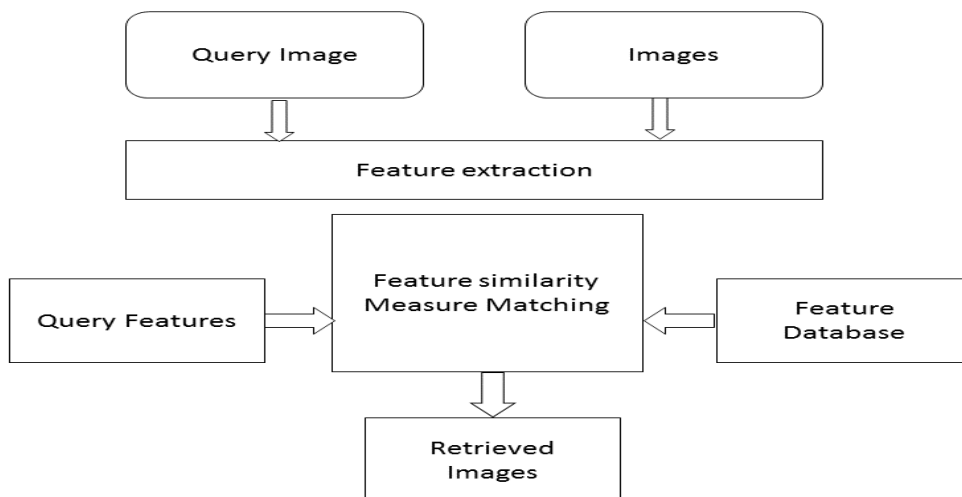 Query Image
Images
Feature extraction
Feature similarity
Measure Matching
Query Features
Feature
Database
Retrieved
Images